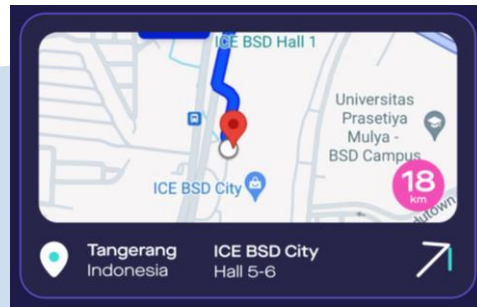 ICE BSD Hall 1
Universitas
Prasetiya
Mulya -
BSD Campus
ICE BSD City
18
km
Tangerang
Indonesia
ICE BSD City
Hall 5-6